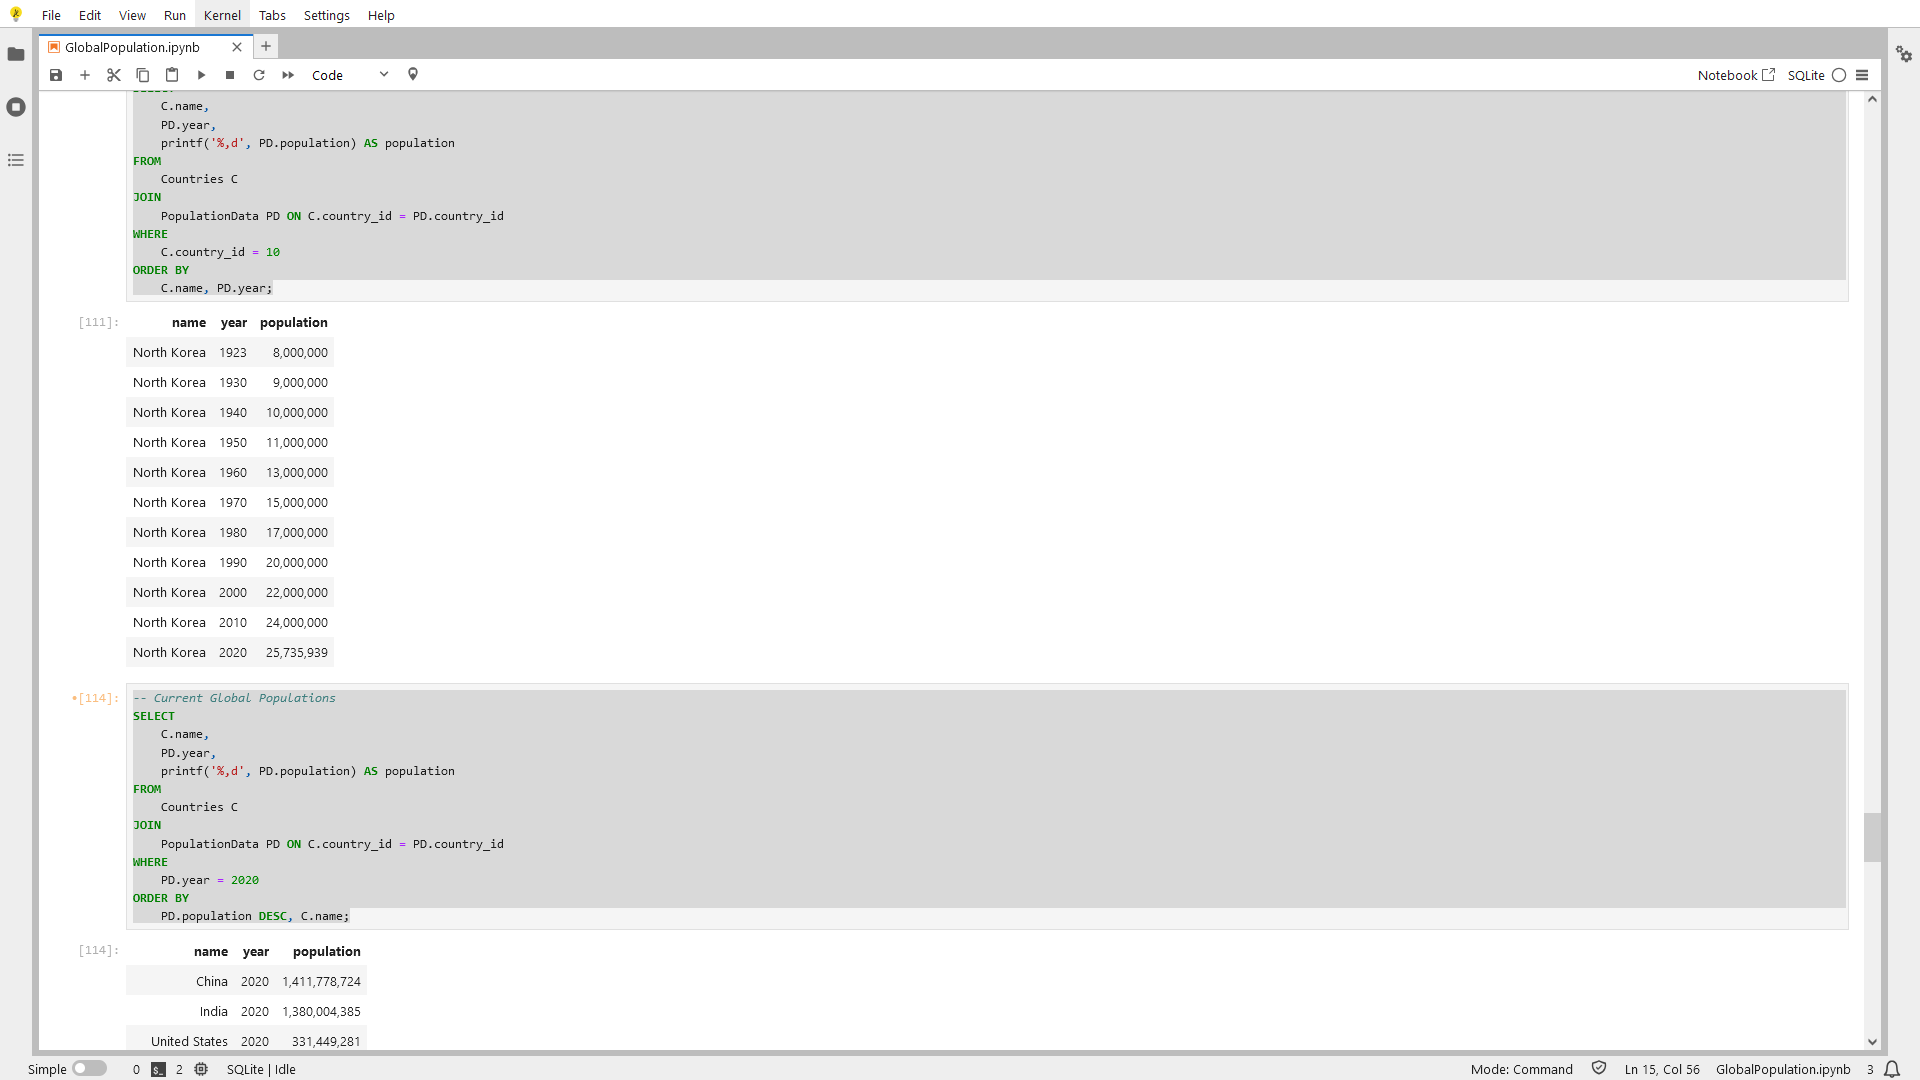 File Edit View Run Kernel Tabs Settings Help
GlobalPopulation.ipynb
Code
Notebook SQLite
C.name,
PD.year,
printf('%,d', PD.population) AS population
FROM
Countries C
JOIN
PopulationData PD ON C.country_id = PD.country_id
WHERE
C.country_id = 10
ORDER BY
C.name, PD.year;
[111]: name year population
North Korea 1923 8,000,000
North Korea 1930 9,000,000
North Korea 1940 10,000,000
North Korea 1950 11,000,000
North Korea 1960 13,000,000
North Korea 1970 15,000,000
North Korea 1980 17,000,000
North Korea 1990 20,000,000
North Korea 2000 22,000,000
North Korea 2010 24,000,000
North Korea 2020 25,735,939
•[114]: -- Current Global Populations
SELECT
C.name,
PD.year,
printf('%,d', PD.population) AS population
FROM
Countries C
JOIN
PopulationData PD ON C.country_id = PD.country_id
WHERE
PD.year = 2020
ORDER BY
PD.population DESC, C.name;
[114]: name year population
China 2020 1,411,778,724
India 2020 1,380,004,385
United States 2020 331,449,281
Simple 0 $_ 2 SQLite | Idle Mode: Command Ln 15, Col 56 GlobalPopulation.ipynb 3